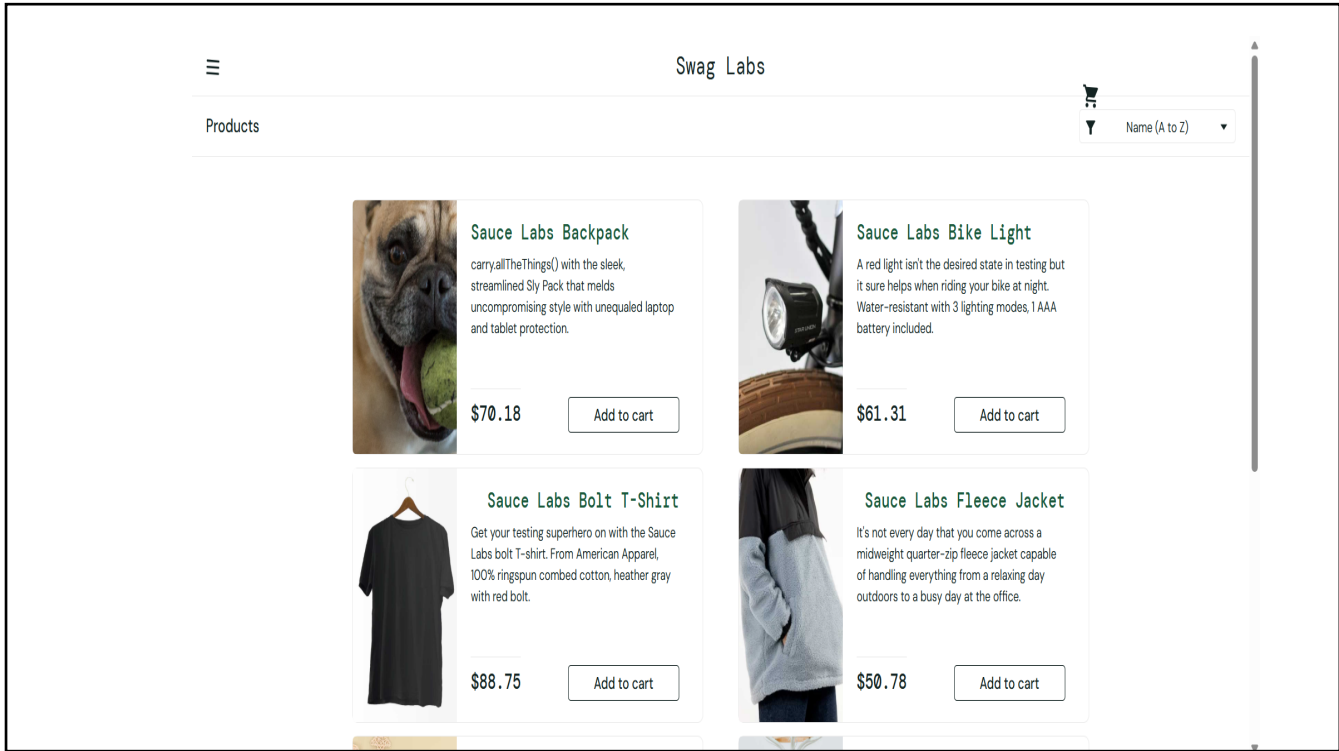 Swag Labs
Products
Name (A to Z)
Sauce Labs Backpack
carry.allTheThings() with the sleek,
streamlined Sly Pack that melds
uncompromising style with unequaled laptop
and tablet protection.
$70.18
Add to cart
Sauce Labs Bike Light
A red light isn't the desired state in testing but
it sure helps when riding your bike at night.
Water-resistant with 3 lighting modes, 1 AAA
battery included.
$61.31
Add to cart
Sauce Labs Bolt T-Shirt
Get your testing superhero on with the Sauce
Labs bolt T-shirt. From American Apparel,
100% ringspun combed cotton, heather gray
with red bolt.
$88.75
Add to cart
Sauce Labs Fleece Jacket
It's not every day that you come across a
midweight quarter-zip fleece jacket capable
of handling everything from a relaxing day
outdoors to a busy day at the office.
$50.78
Add to cart